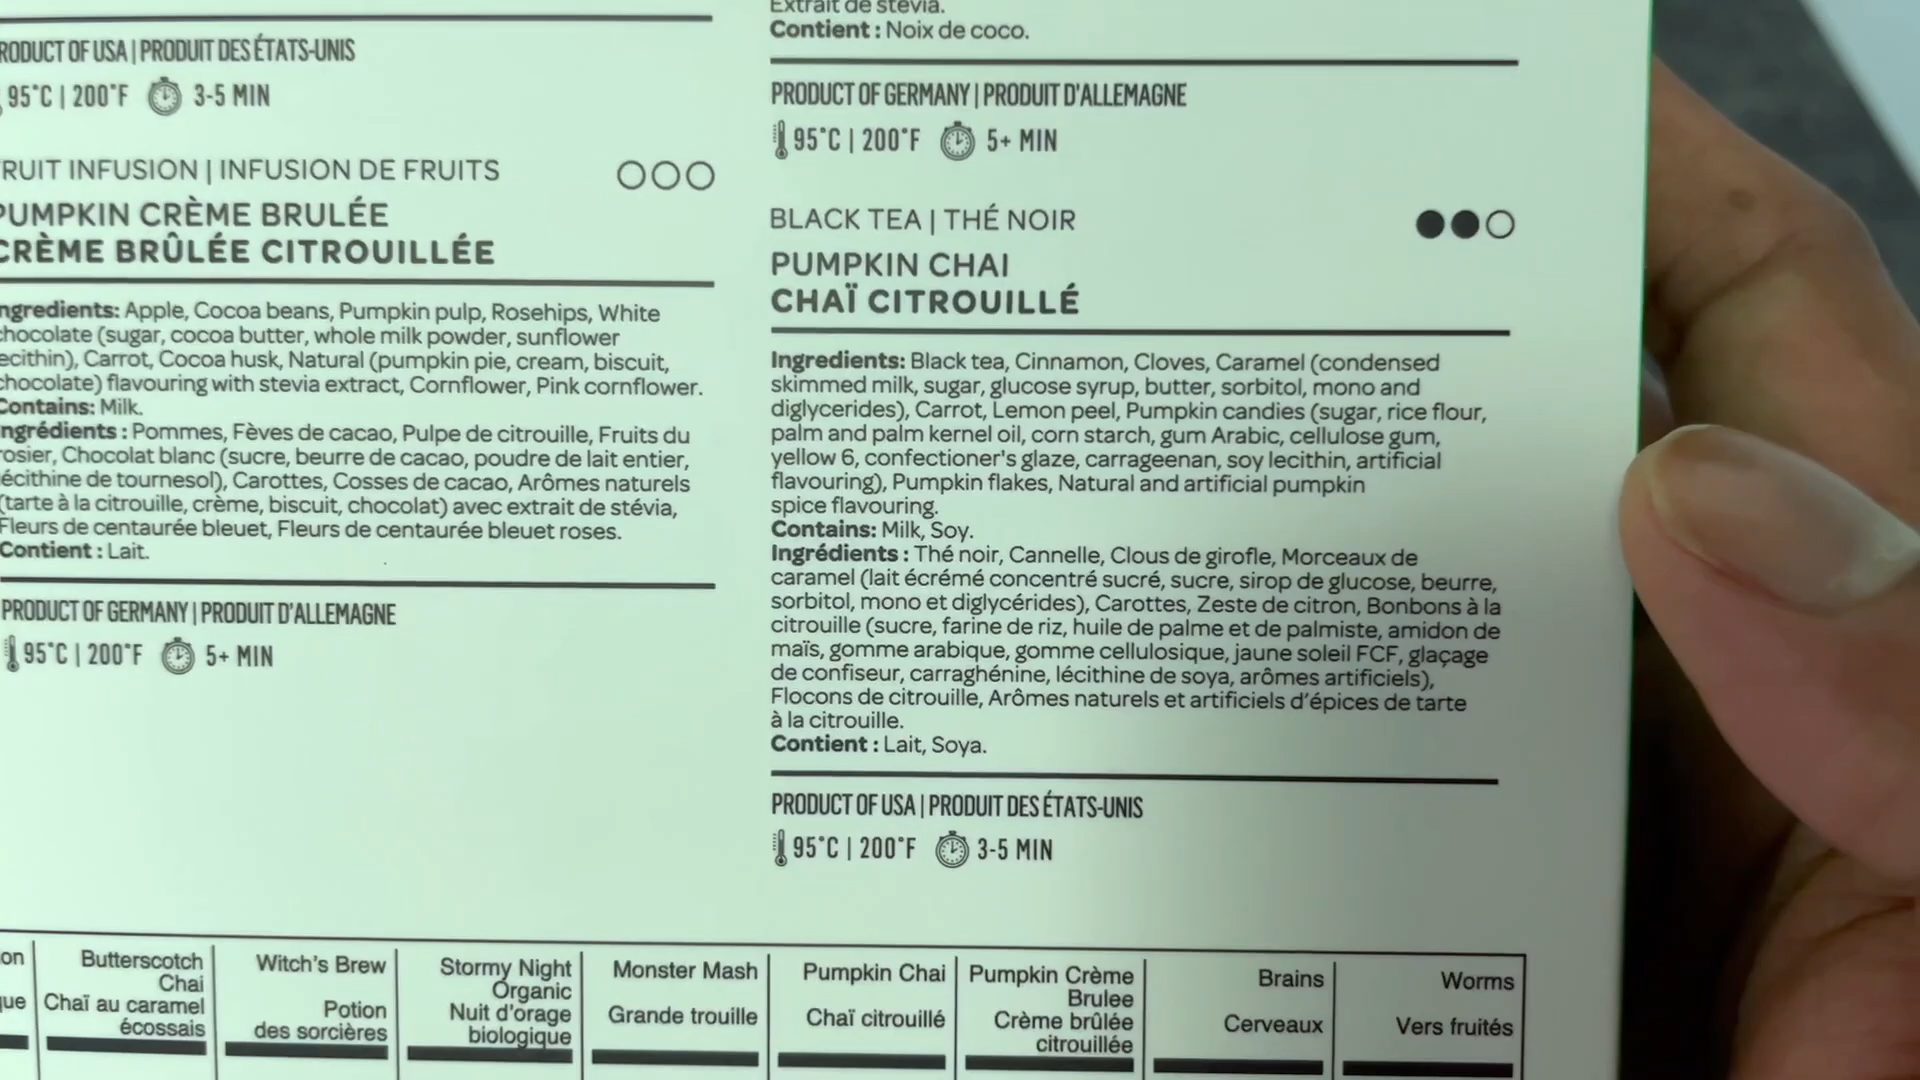 PRODUCT OF USA | PRODUIT DES ÉTATS-UNIS
95°C | 200°F 3-5 MIN
FRUIT INFUSION | INFUSION DE FRUITS
PUMPKIN CRÈME BRULÉE
CRÈME BRÛLÉE CITROUILLÉE
Ingredients: Apple, Cocoa beans, Pumpkin pulp, Rosehips, White
chocolate (sugar, cocoa butter, whole milk powder, sunflower
lecithin), Carrot, Cocoa husk, Natural (pumpkin pie, cream, biscuit,
chocolate) flavouring with stevia extract, Cornflower, Pink cornflower.
Contains: Milk.
Ingrédients : Pommes, Fèves de cacao, Pulpe de citrouille, Fruits du
rosier, Chocolat blanc (sucre, beurre de cacao, poudre de lait entier,
lécithine de tournesol), Carottes, Cosses de cacao, Arômes naturels
(tarte à la citrouille, crème, biscuit, chocolat) avec extrait de stévia,
Fleurs de centaurée bleuet, Fleurs de centaurée bleuet roses.
Contient : Lait.
PRODUCT OF GERMANY | PRODUIT D'ALLEMAGNE
95°C | 200°F 5+ MIN
Extrait de stévia.
Contient : Noix de coco.
PRODUCT OF GERMANY | PRODUIT D'ALLEMAGNE
95°C | 200°F 5+ MIN
BLACK TEA | THÉ NOIR
PUMPKIN CHAI
CHAÏ CITROUILLÉ
Ingredients: Black tea, Cinnamon, Cloves, Caramel (condensed
skimmed milk, sugar, glucose syrup, butter, sorbitol, mono and
diglycerides), Carrot, Lemon peel, Pumpkin candies (sugar, rice flour,
palm and palm kernel oil, corn starch, gum Arabic, cellulose gum,
yellow 6, confectioner's glaze, carrageenan, soy lecithin, artificial
flavouring), Pumpkin flakes, Natural and artificial pumpkin
spice flavouring.
Contains: Milk, Soy.
Ingrédients : Thé noir, Cannelle, Clous de girofle, Morceaux de
caramel (lait écrémé concentré sucré, sucre, sirop de glucose, beurre,
sorbitol, mono et diglycérides), Carottes, Zeste de citron, Bonbons à la
citrouille (sucre, farine de riz, huile de palme et de palmiste, amidon de
maïs, gomme arabique, gomme cellulosique, jaune soleil FCF, glaçage
de confiseur, carraghénine, lécithine de soya, arômes artificiels),
Flocons de citrouille, Arômes naturels et artificiels d'épices de tarte
à la citrouille.
Contient : Lait, Soya.
PRODUCT OF USA | PRODUIT DES ÉTATS-UNIS
95°C | 200°F 3-5 MIN
Butterscotch
Chai
Chaï au caramel
écossais
Witch's Brew
Potion
des sorcières
Stormy Night
Organic
Nuit d'orage
biologique
Monster Mash
Grande trouille
Pumpkin Chai
Chaï citrouillé
Pumpkin Crème
Brulee
Crème brûlée
citrouillée
Brains
Cerveaux
Worms
Vers fruités